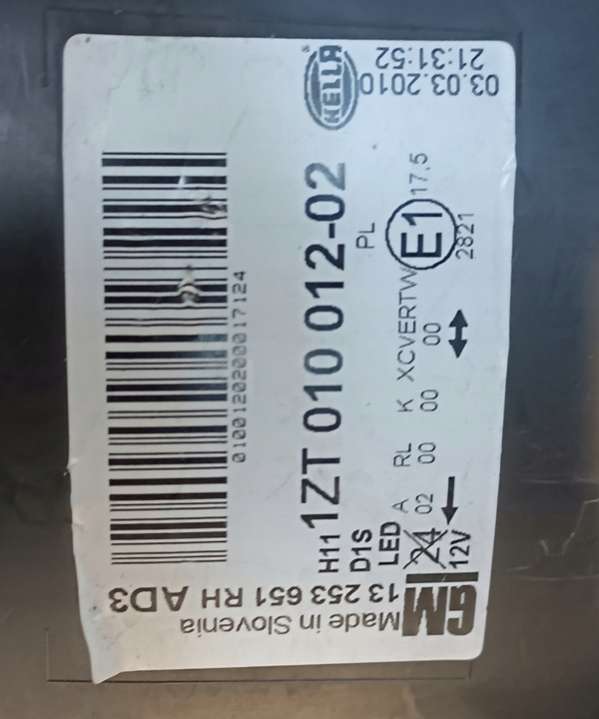 HELLA
03.03.2010
21:31:52
0100120200017124
H11 1ZT 010 012-02
D1S PL
LED A RL K XCVERTW E1 17.5
24 02 00 00 00 2821
12V
GM
13 253 651 RH AD3
Made in Slovenia